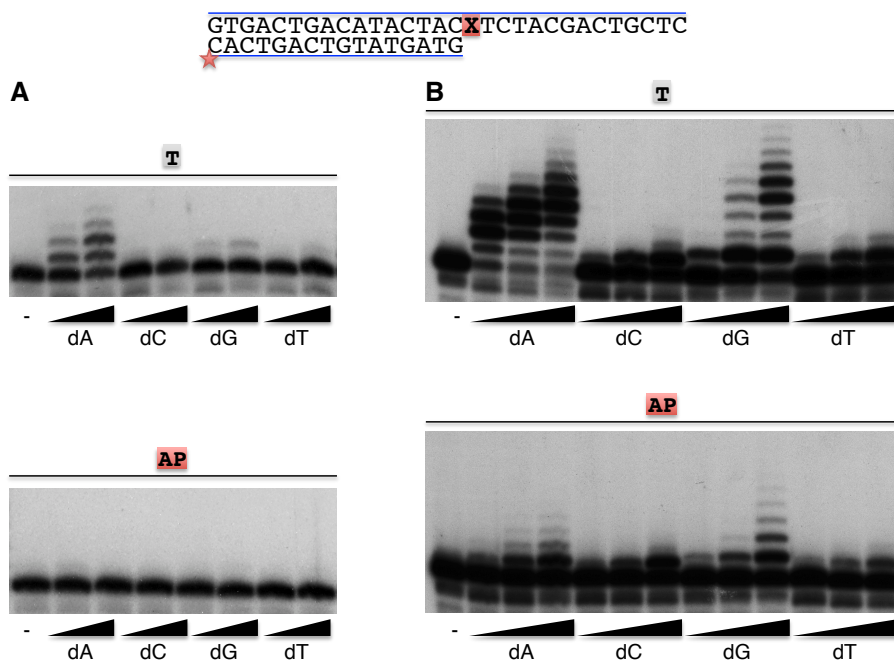 GTGACTGACATACTACXTCTACGACTGCTC
CACTGACTGTATGATG
A
T
- dA dC dG dT
B
T
- dA dC dG dT
AP
- dA dC dG dT
AP
- dA dC dG dT